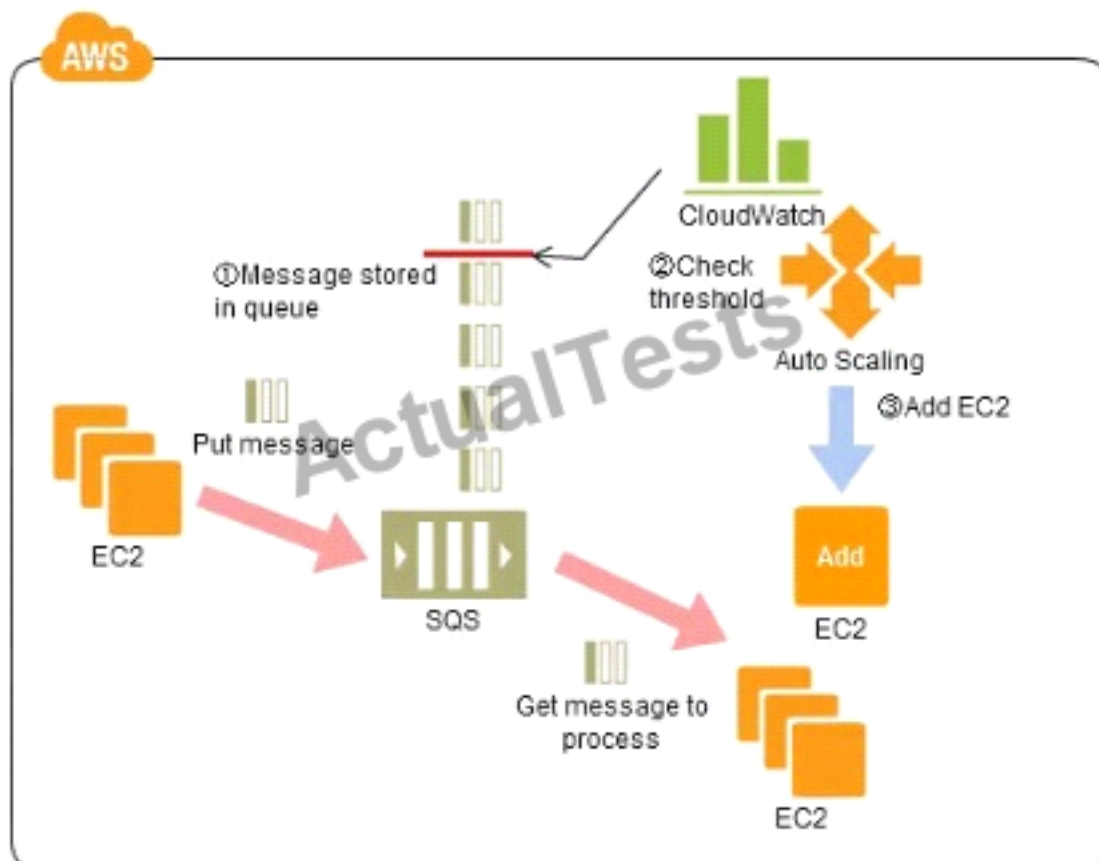 AWS
CloudWatch
①Message stored
in queue
②Check
threshold
Auto Scaling
③Add EC2
Put message
EC2
SQS
Add
EC2
Get message to
process
EC2
ActualTests